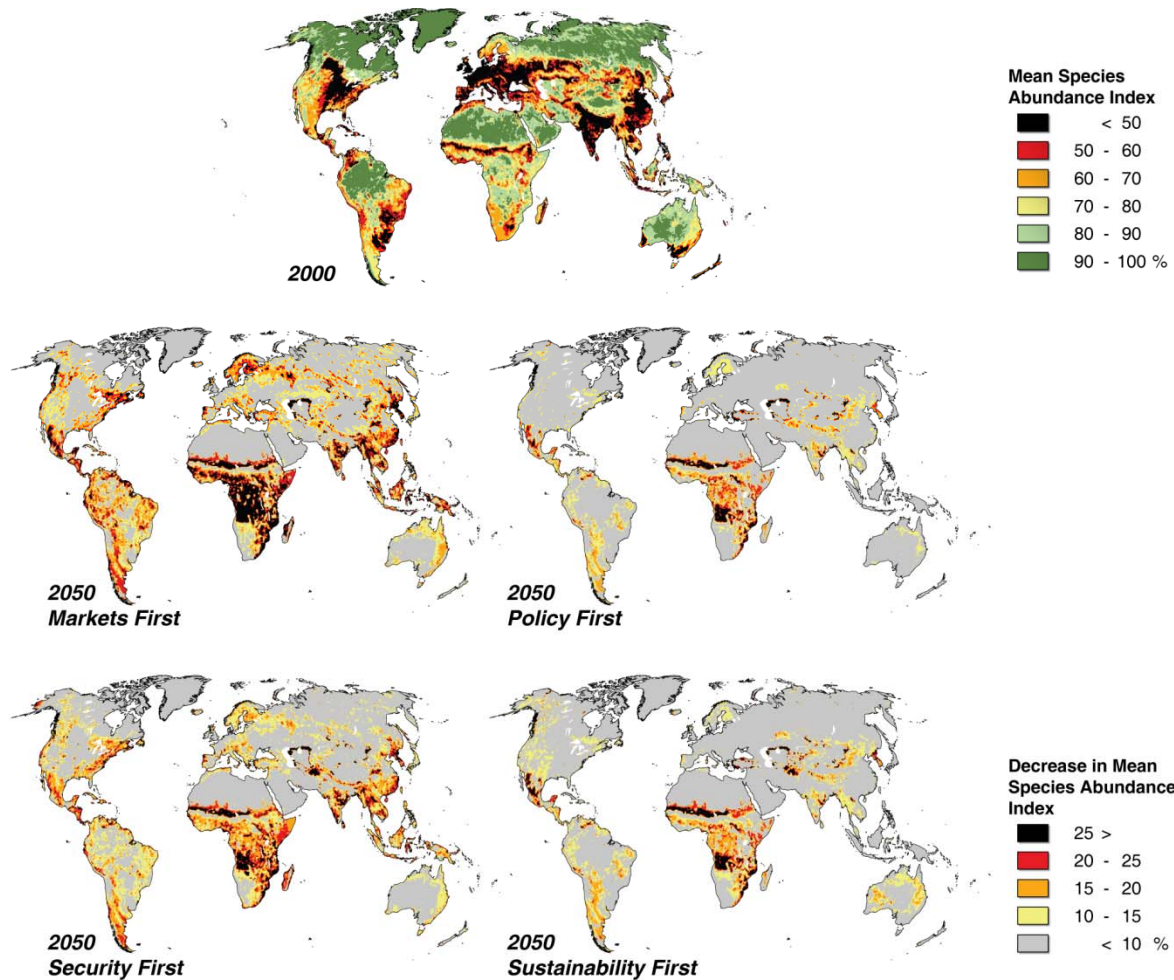 Mean Species
Abundance Index
< 50
50 - 60
60 - 70
70 - 80
80 - 90
90 - 100 %
2000
2050
Markets First
2050
Policy First
2050
Security First
2050
Sustainability First
Decrease in Mean
Species Abundance
Index
25 >
20 - 25
15 - 20
10 - 15
< 10 %